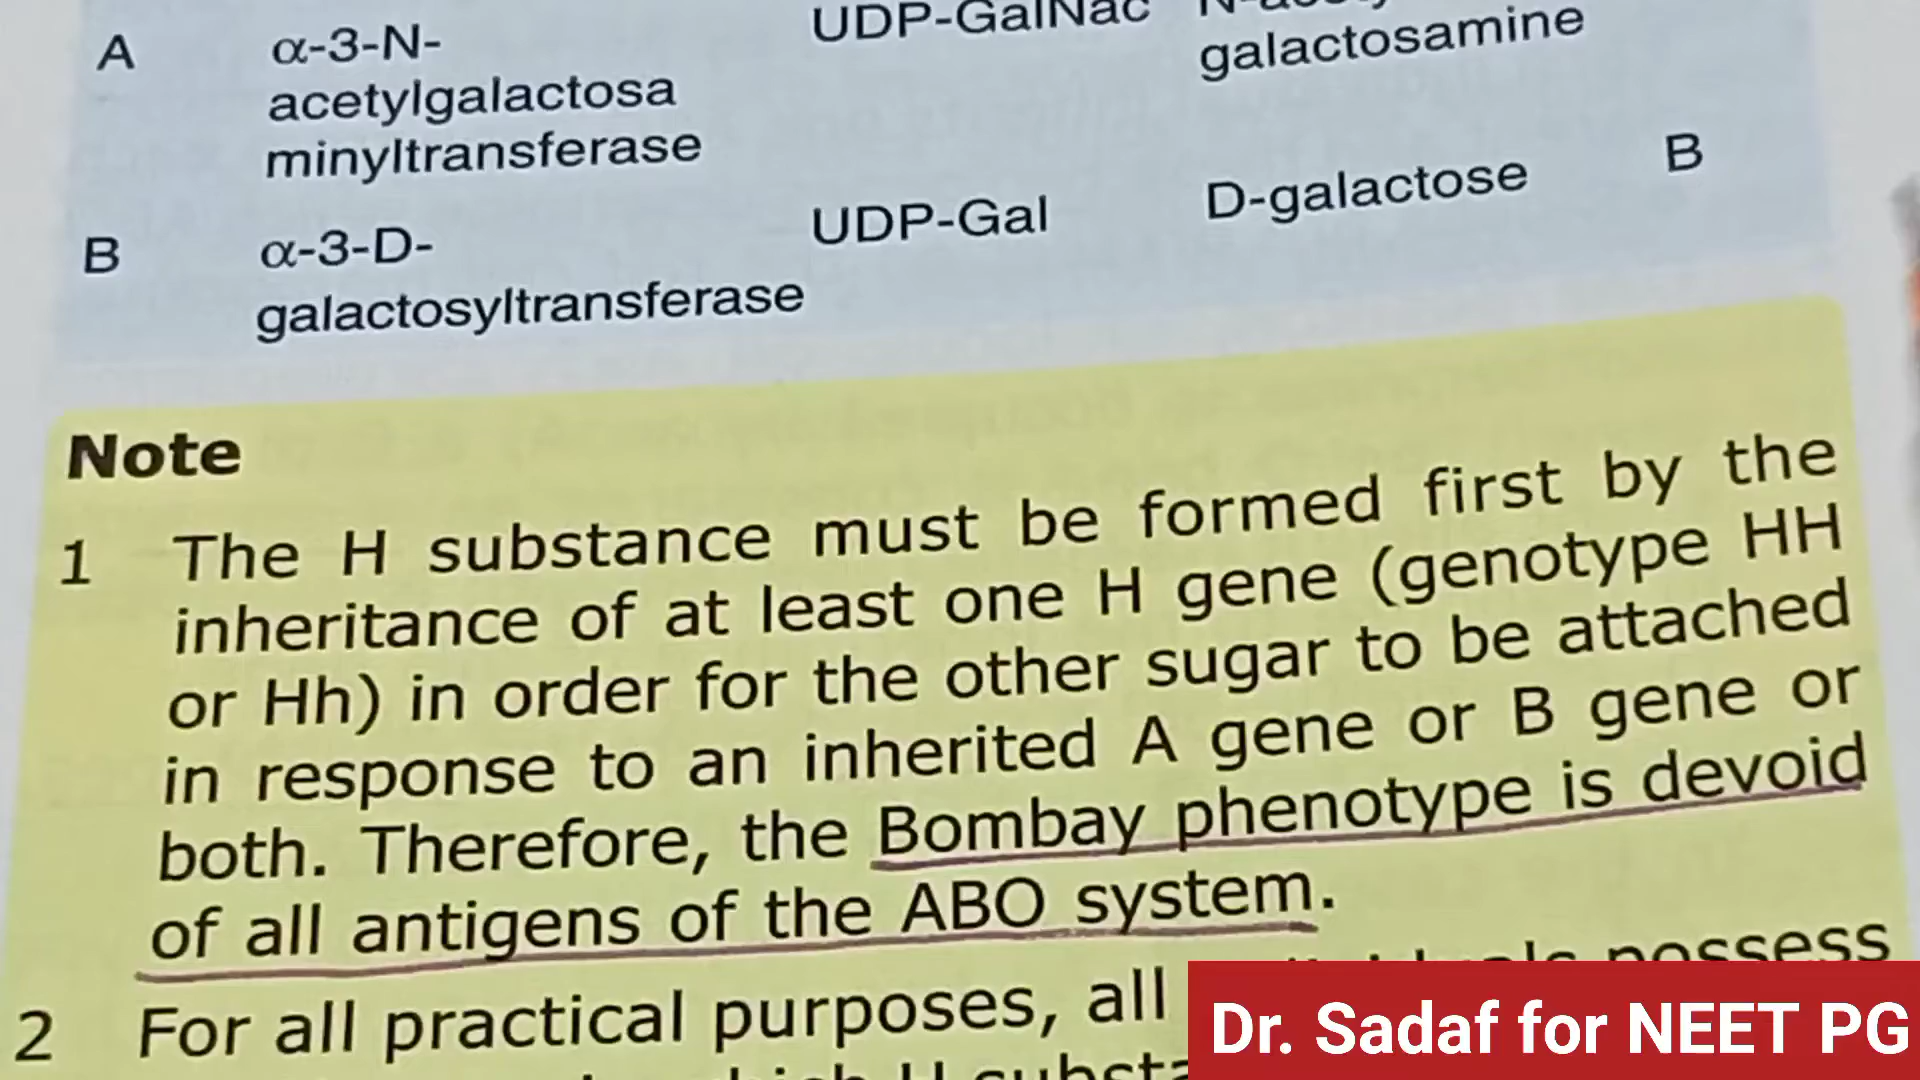 A α-3-N- UDP-GalNac
acetylgalactosa galactosamine
minyltransferase
B α-3-D- UDP-Gal D-galactose B
galactosyltransferase
Note
1 The H substance must be formed first by the
inheritance of at least one H gene (genotype HH
or Hh) in order for the other sugar to be attached
in response to an inherited A gene or B gene or
both. Therefore, the Bombay phenotype is devoid
of all antigens of the ABO system.
2 For all practical purposes, all possess
Dr. Sadaf for NEET PG